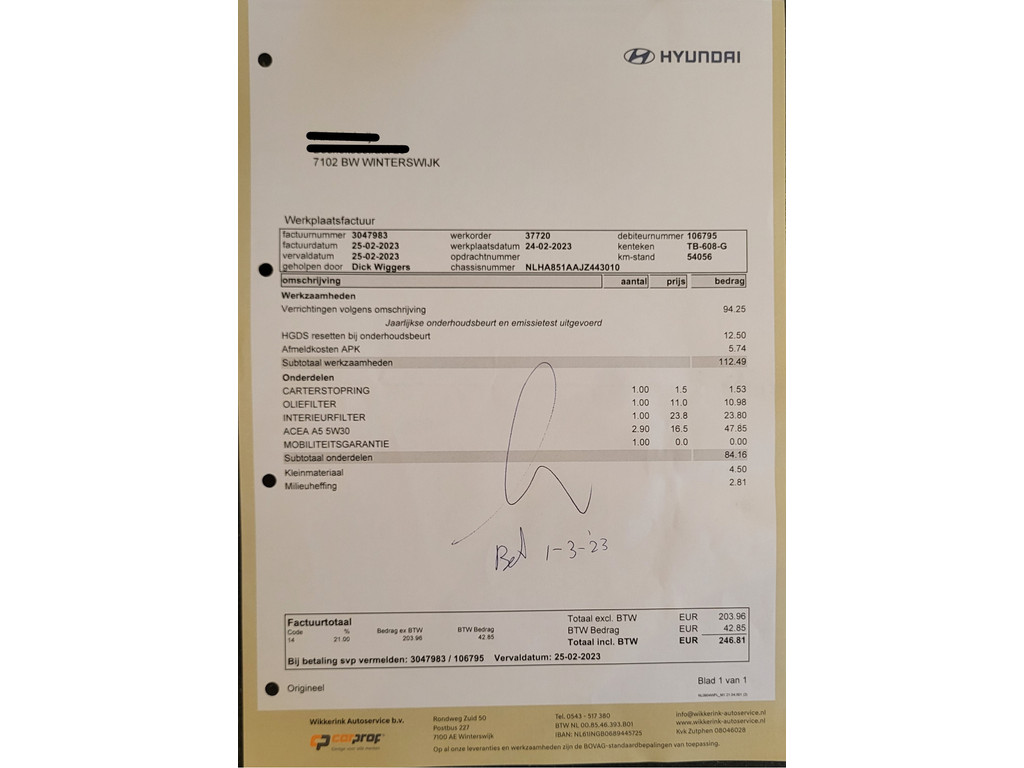 HYUNDAI
7102 BW WINTERSWIJK
Werkplaatsfactuur
factuurnummer 3047983 werkorder 37720 debiteurnummer 106795
factuurdatum 25-02-2023 werkplaatsdatum 24-02-2023 kenteken TB-608-G
vervaldatum 25-02-2023 opdrachtnummer km-stand 54056
geholpen door Dick Wiggers chassisnummer NLHA851AAJZ443010
omschrijving aantal prijs bedrag
Werkzaamheden
Verrichtingen volgens omschrijving 94.25
Jaarlijkse onderhoudsbeurt en emissietest uitgevoerd
HGDS resetten bij onderhoudsbeurt 12.50
Afmeldkosten APK 5.74
Subtotaal werkzaamheden 112.49
Onderdelen
CARTERSTOPRING 1.00 1.5 1.53
OLIEFILTER 1.00 11.0 10.98
INTERIEURFILTER 1.00 23.8 23.80
ACEA A5 5W30 2.90 16.5 47.85
MOBILITEITSGARANTIE 1.00 0.0 0.00
Subtotaal onderdelen 84.16
Kleinmateriaal 4.50
Milieuheffing 2.81
Bet 1-3-'23
Factuurtotaal Totaal excl. BTW EUR 203.96
Code % Bedrag ex BTW BTW Bedrag BTW Bedrag EUR 42.85
14 21.00 203.96 42.85 Totaal incl. BTW EUR 246.81
Bij betaling svp vermelden: 3047983 / 106795 Vervaldatum: 25-02-2023
Blad 1 van 1
Origineel
Wikkerink Autoservice b.v. Rondweg Zuid 50 Tel. 0543 - 517 380 info@wikkerink-autoservice.nl
carprof Postbus 227 BTW NL 00.85.46.393.B01 www.wikkerink-autoservice.nl
7100 AE Winterswijk IBAN: NL61INGB0689445725 Kvk Zutphen 08046028
Op al onze leveranties en werkzaamheden zijn de BOVAG-standaardbepalingen van toepassing.